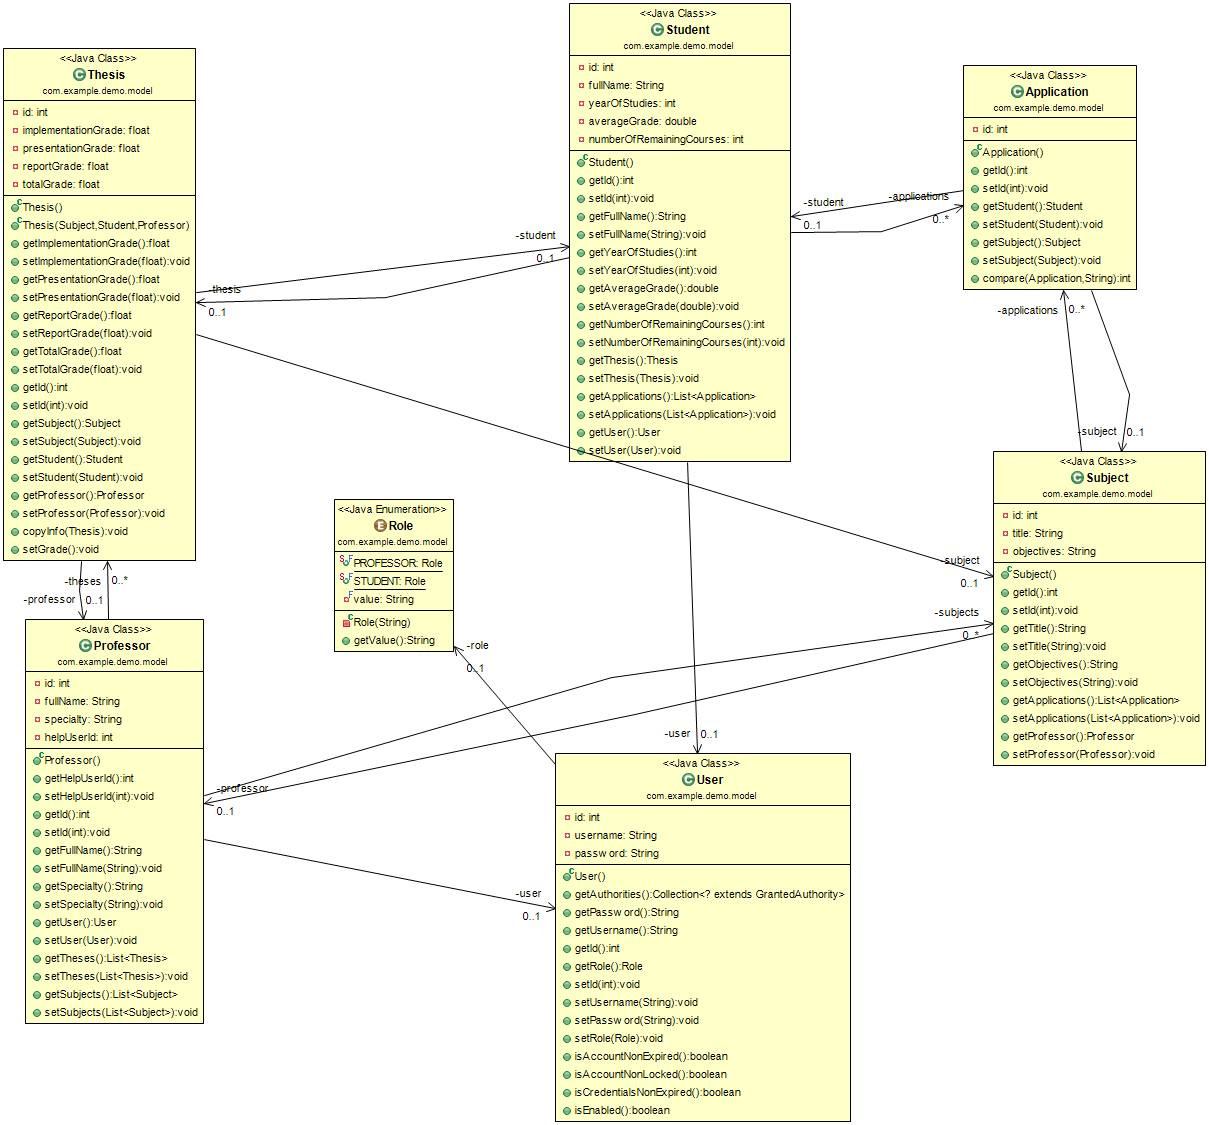 <<Java Class>>
Student
com.example.demo.model
id: int
fullName: String
yearOfStudies: int
averageGrade: double
numberOfRemainingCourses: int
Student()
getId():int
setId(int):void
getFullName():String
setFullName(String):void
getYearOfStudies():int
setYearOfStudies(int):void
getAverageGrade():double
setAverageGrade(double):void
getNumberOfRemainingCourses():int
setNumberOfRemainingCourses(int):void
getThesis():Thesis
setThesis(Thesis):void
getApplications():List<Application>
setApplications(List<Application>):void
getUser():User
setUser(User):void
<<Java Class>>
Thesis
com.example.demo.model
id: int
implementationGrade: float
presentationGrade: float
reportGrade: float
totalGrade: float
Thesis()
Thesis(Subject,Student,Professor)
getImplementationGrade():float
setImplementationGrade(float):void
getPresentationGrade():float
setPresentationGrade(float):void
getReportGrade():float
setReportGrade(float):void
getTotalGrade():float
setTotalGrade(float):void
getId():int
setId(int):void
getSubject():Subject
setSubject(Subject):void
getStudent():Student
setStudent(Student):void
getProfessor():Professor
setProfessor(Professor):void
copyInfo(Thesis):void
setGrade():void
<<Java Class>>
Application
com.example.demo.model
id: int
Application()
getId():int
setId(int):void
getStudent():Student
setStudent(Student):void
getSubject():Subject
setSubject(Subject):void
compare(Application,String):int
-student
0..1
-applications
0..*
-student
0..1
-thesis
0..1
-applications
0..*
-subject
0..1
<<Java Class>>
Subject
com.example.demo.model
id: int
title: String
objectives: String
Subject()
getId():int
setId(int):void
getTitle():String
setTitle(String):void
getObjectives():String
setObjectives(String):void
getApplications():List<Application>
setApplications(List<Application>):void
getProfessor():Professor
setProfessor(Professor):void
<<Java Enumeration>>
Role
com.example.demo.model
PROFESSOR: Role
STUDENT: Role
value: String
Role(String)
getValue():String
-subject
0..1
-subjects
0..*
-theses
0..*
-professor
0..1
-role
0..1
<<Java Class>>
Professor
com.example.demo.model
id: int
fullName: String
specialty: String
helpUserId: int
Professor()
getHelpUserId():int
setHelpUserId(int):void
getId():int
setId(int):void
getFullName():String
setFullName(String):void
getSpecialty():String
setSpecialty(String):void
getUser():User
setUser(User):void
getTheses():List<Thesis>
setTheses(List<Thesis>):void
getSubjects():List<Subject>
setSubjects(List<Subject>):void
-user
0..1
-professor
0..1
-user
0..1
<<Java Class>>
User
com.example.demo.model
id: int
username: String
password: String
User()
getAuthorities():Collection<? extends GrantedAuthority>
getPassword():String
getUsername():String
getId():int
getRole():Role
setId(int):void
setUsername(String):void
setPassword(String):void
setRole(Role):void
isAccountNonExpired():boolean
isAccountNonLocked():boolean
isCredentialsNonExpired():boolean
isEnabled():boolean